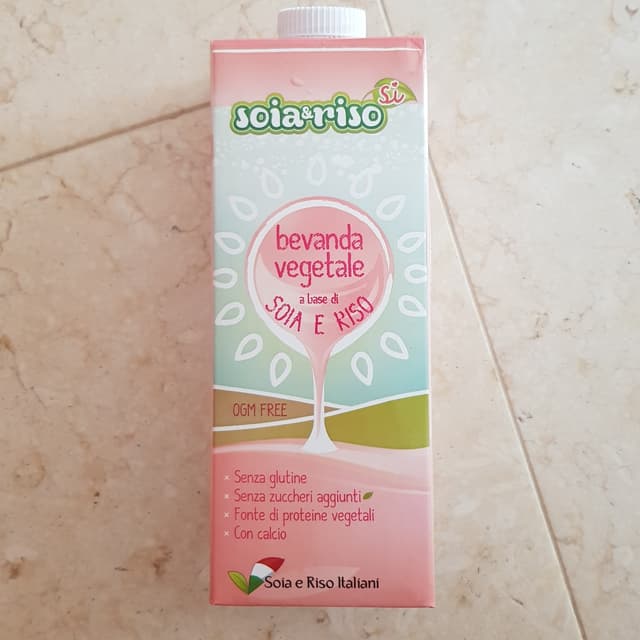 soia&riso Sì
bevanda
vegetale
a base di
SOIA E RISO
OGM FREE
× Senza glutine
× Senza zuccheri aggiunti
× Fonte di proteine vegetali
× Con calcio
Soia e Riso Italiani